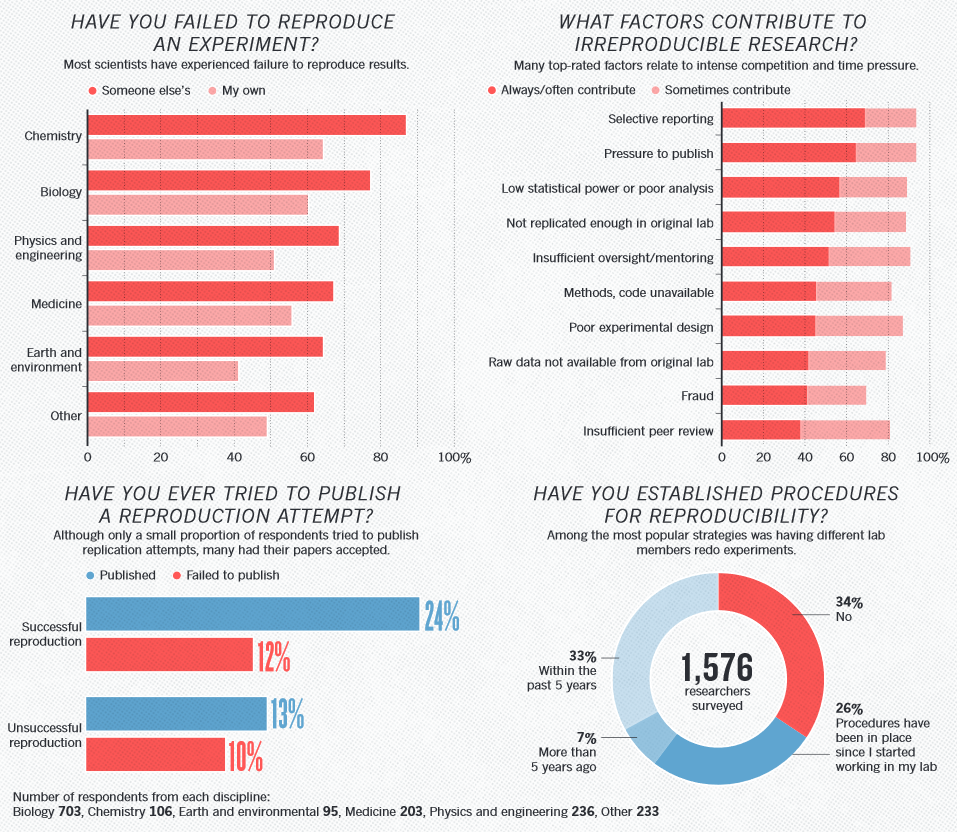 HAVE YOU FAILED TO REPRODUCE
AN EXPERIMENT?
Most scientists have experienced failure to reproduce results.
Someone else's My own
Chemistry
Biology
Physics and
engineering
Medicine
Earth and
environment
Other
0 20 40 60 80 100%
WHAT FACTORS CONTRIBUTE TO
IRREPRODUCIBLE RESEARCH?
Many top-rated factors relate to intense competition and time pressure.
Always/often contribute Sometimes contribute
Selective reporting
Pressure to publish
Low statistical power or poor analysis
Not replicated enough in original lab
Insufficient oversight/mentoring
Methods, code unavailable
Poor experimental design
Raw data not available from original lab
Fraud
Insufficient peer review
0 20 40 60 80 100%
HAVE YOU EVER TRIED TO PUBLISH
A REPRODUCTION ATTEMPT?
Although only a small proportion of respondents tried to publish
replication attempts, many had their papers accepted.
Published Failed to publish
Successful
reproduction
24%
12%
Unsuccessful
reproduction
13%
10%
HAVE YOU ESTABLISHED PROCEDURES
FOR REPRODUCIBILITY?
Among the most popular strategies was having different lab
members redo experiments.
34%
No
33%
Within the
past 5 years
1,576
researchers
surveyed
26%
Procedures have
been in place
since I started
working in my lab
7%
More than
5 years ago
Number of respondents from each discipline:
Biology 703, Chemistry 106, Earth and environmental 95, Medicine 203, Physics and engineering 236, Other 233